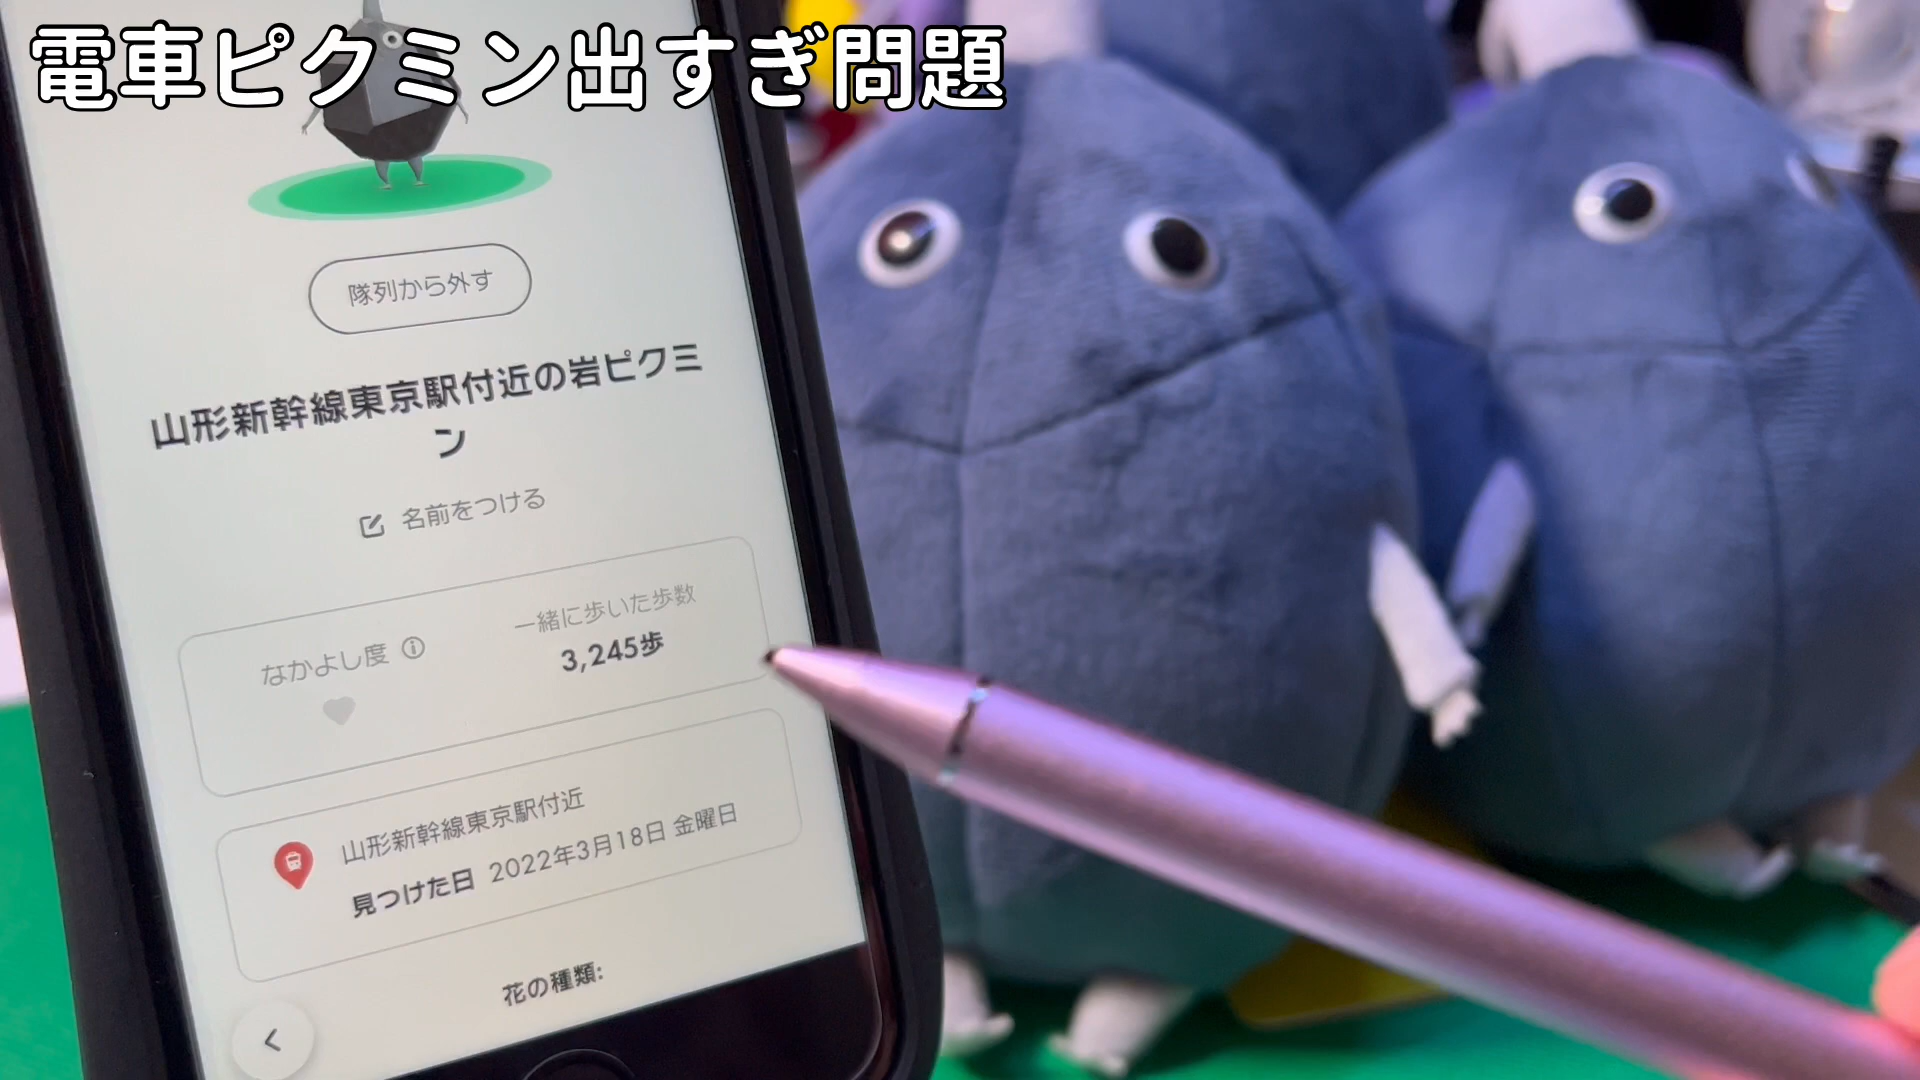 電車ピクミン出すぎ問題
隊列から外す
山形新幹線東京駅付近の岩ピクミ
ン
名前をつける
なかよし度
一緒に歩いた歩数
3,245歩
山形新幹線東京駅付近
見つけた日 2022年3月18日 金曜日
花の種類: